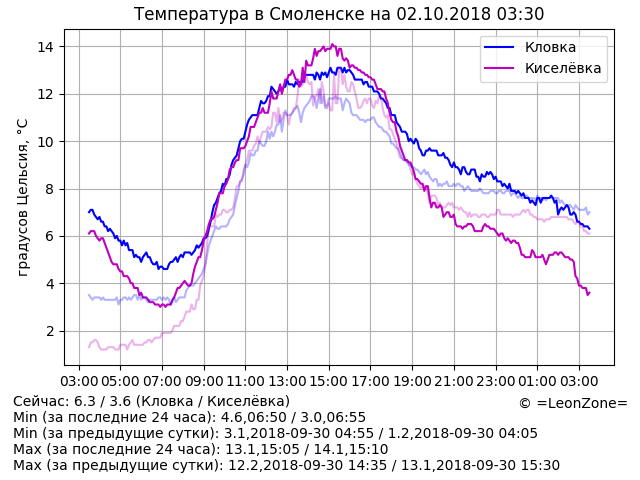 Температура в Смоленске на 02.10.2018 03:30
градусов Цельсия, °C
14
12
10
8
6
4
2
Кловка
Киселёвка
03:00 05:00 07:00 09:00 11:00 13:00 15:00 17:00 19:00 21:00 23:00 01:00 03:00
Сейчас: 6.3 / 3.6 (Кловка / Киселёвка)
© =LeonZone=
Min (за последние 24 часа): 4.6,06:50 / 3.0,06:55
Min (за предыдущие сутки): 3.1,2018-09-30 04:55 / 1.2,2018-09-30 04:05
Max (за последние 24 часа): 13.1,15:05 / 14.1,15:10
Max (за предыдущие сутки): 12.2,2018-09-30 14:35 / 13.1,2018-09-30 15:30